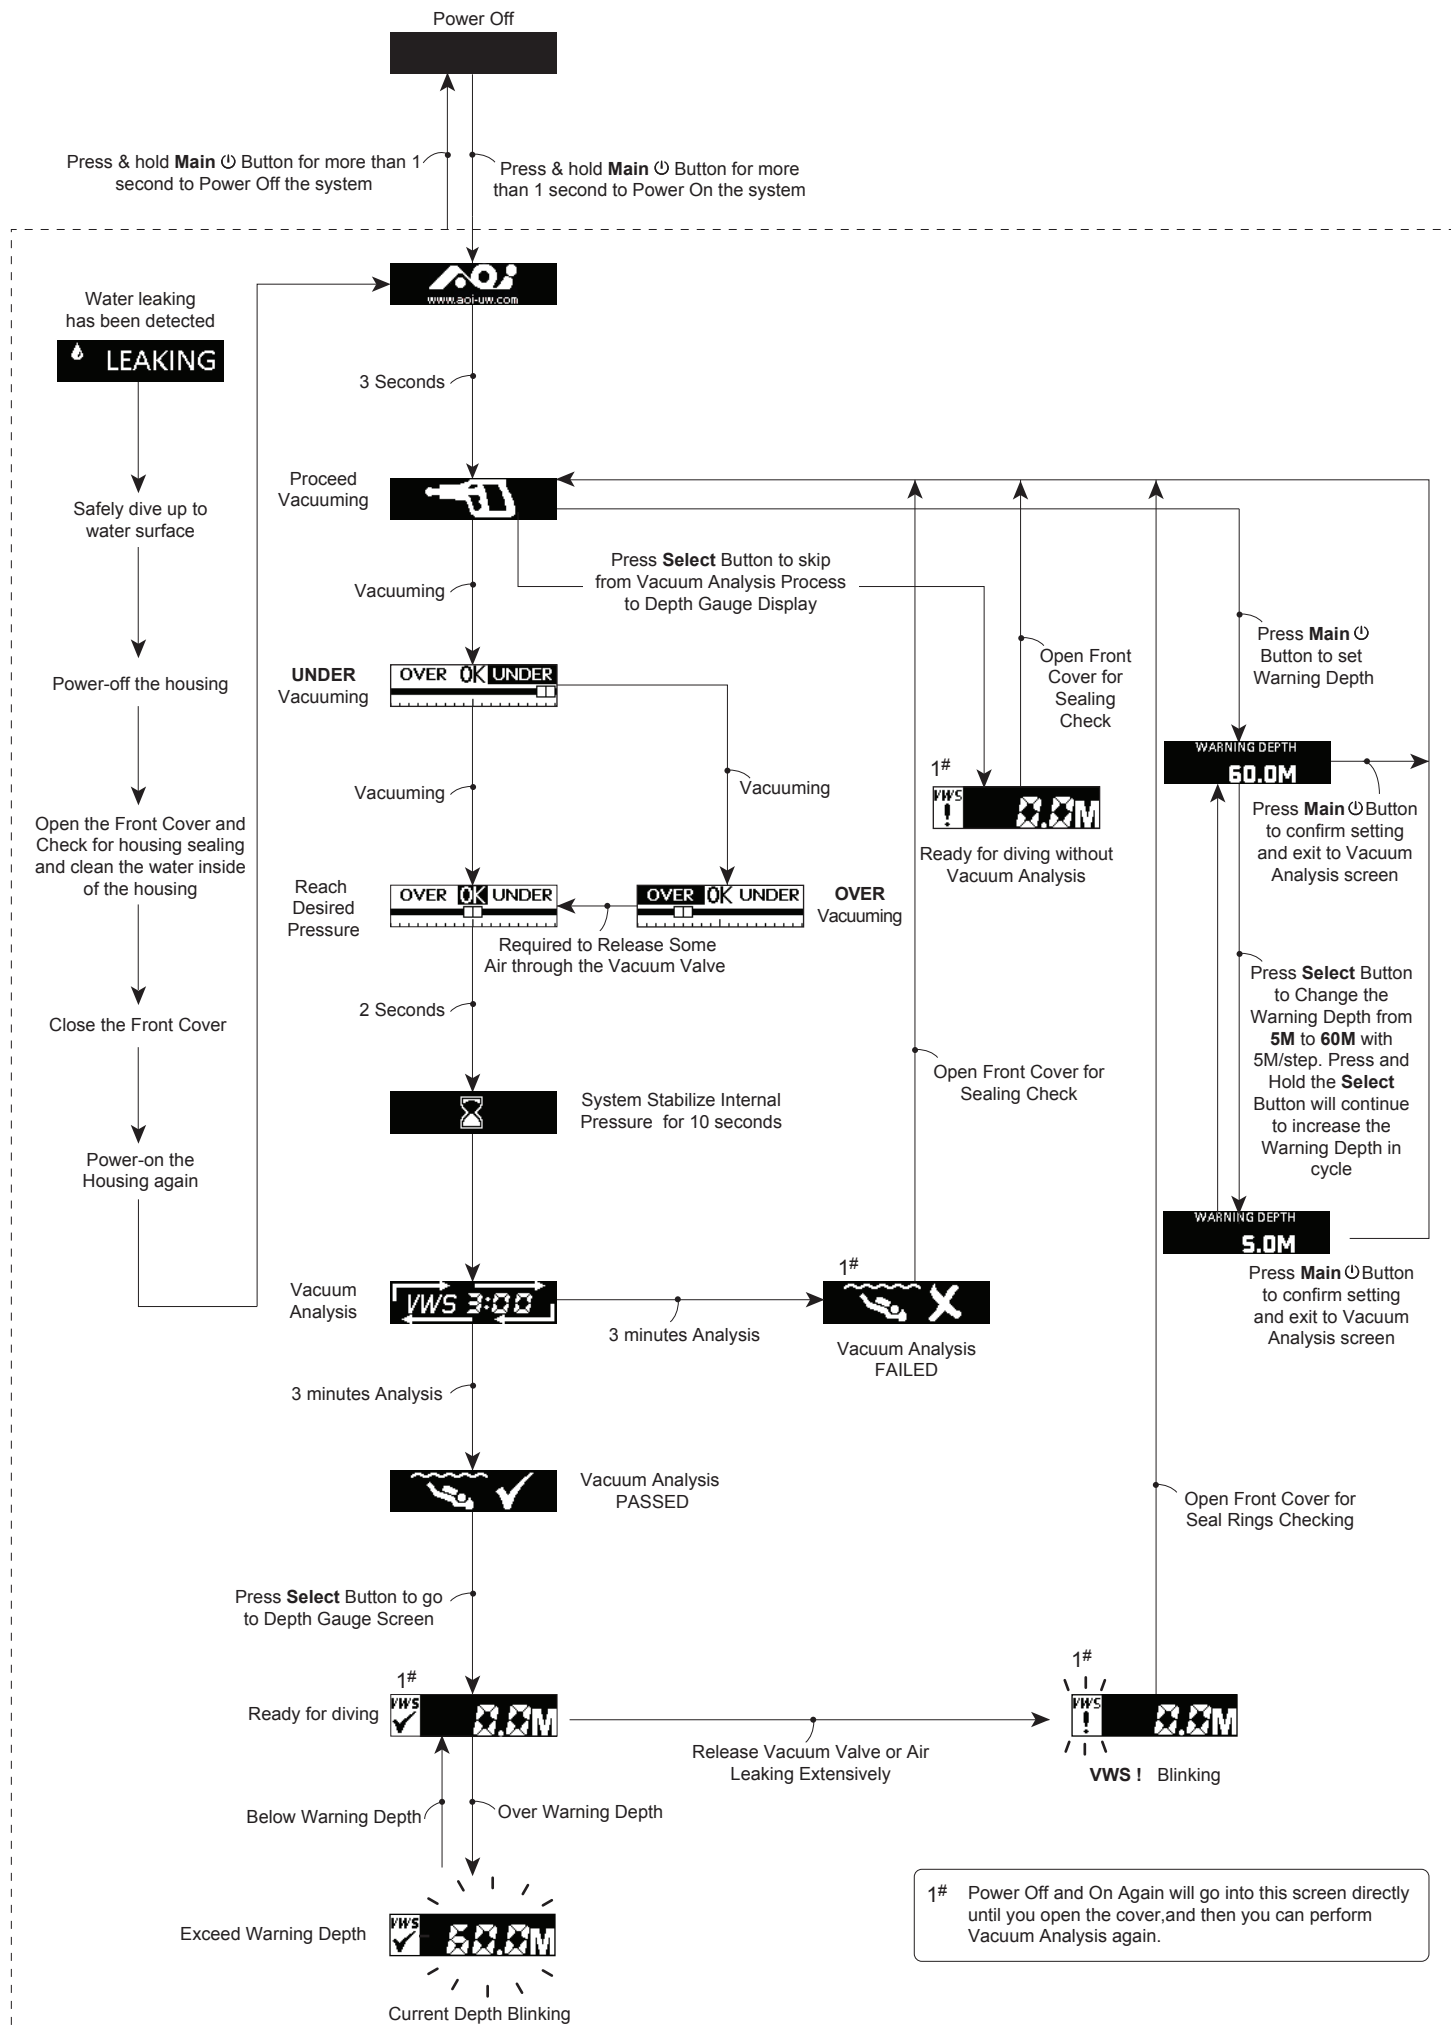 Power Off
Press & hold Main Button for more than 1
second to Power Off the system
Press & hold Main Button for more
than 1 second to Power On the system
AOi
www.aoi-uw.com
Water leaking
has been detected
LEAKING
3 Seconds
Proceed
Vacuuming
Safely dive up to
water surface
Press Select Button to skip
from Vacuum Analysis Process
to Depth Gauge Display
Vacuuming
Press Main
Button to set
Warning Depth
Open Front
Cover for
Sealing
Check
UNDER
Vacuuming
OVER OK UNDER
Power-off the housing
WARNING DEPTH
60.0M
1#
VWS
!
0.0M
Vacuuming
Vacuuming
Press Main Button
to confirm setting
and exit to Vacuum
Analysis screen
Open the Front Cover and
Check for housing sealing
and clean the water inside
of the housing
Ready for diving without
Vacuum Analysis
Reach
Desired
Pressure
OVER OK UNDER
OVER OK UNDER
OVER
Vacuuming
Required to Release Some
Air through the Vacuum Valve
Press Select Button
to Change the
Warning Depth from
5M to 60M with
5M/step. Press and
Hold the Select
Button will continue
to increase the
Warning Depth in
cycle
2 Seconds
Close the Front Cover
Open Front Cover for
Sealing Check
System Stabilize Internal
Pressure for 10 seconds
Power-on the
Housing again
WARNING DEPTH
5.0M
1#
Press Main Button
to confirm setting
and exit to Vacuum
Analysis screen
Vacuum
Analysis
VWS 3:00
3 minutes Analysis
Vacuum Analysis
FAILED
3 minutes Analysis
Vacuum Analysis
PASSED
Open Front Cover for
Seal Rings Checking
Press Select Button to go
to Depth Gauge Screen
1#
Ready for diving
VWS
0.0M
1#
VWS
!
0.0M
Release Vacuum Valve or Air
Leaking Extensively
VWS ! Blinking
Below Warning Depth
Over Warning Depth
Exceed Warning Depth
VWS
60.0M
Current Depth Blinking
1# Power Off and On Again will go into this screen directly
until you open the cover,and then you can perform
Vacuum Analysis again.